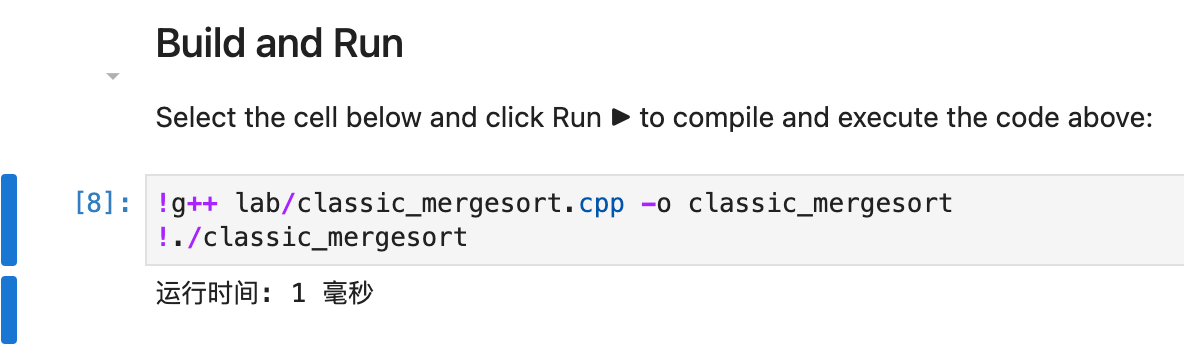 Build and Run
Select the cell below and click Run ▶ to compile and execute the code above:
[8]: !g++ lab/classic_mergesort.cpp -o classic_mergesort
!./classic_mergesort
运行时间: 1 毫秒